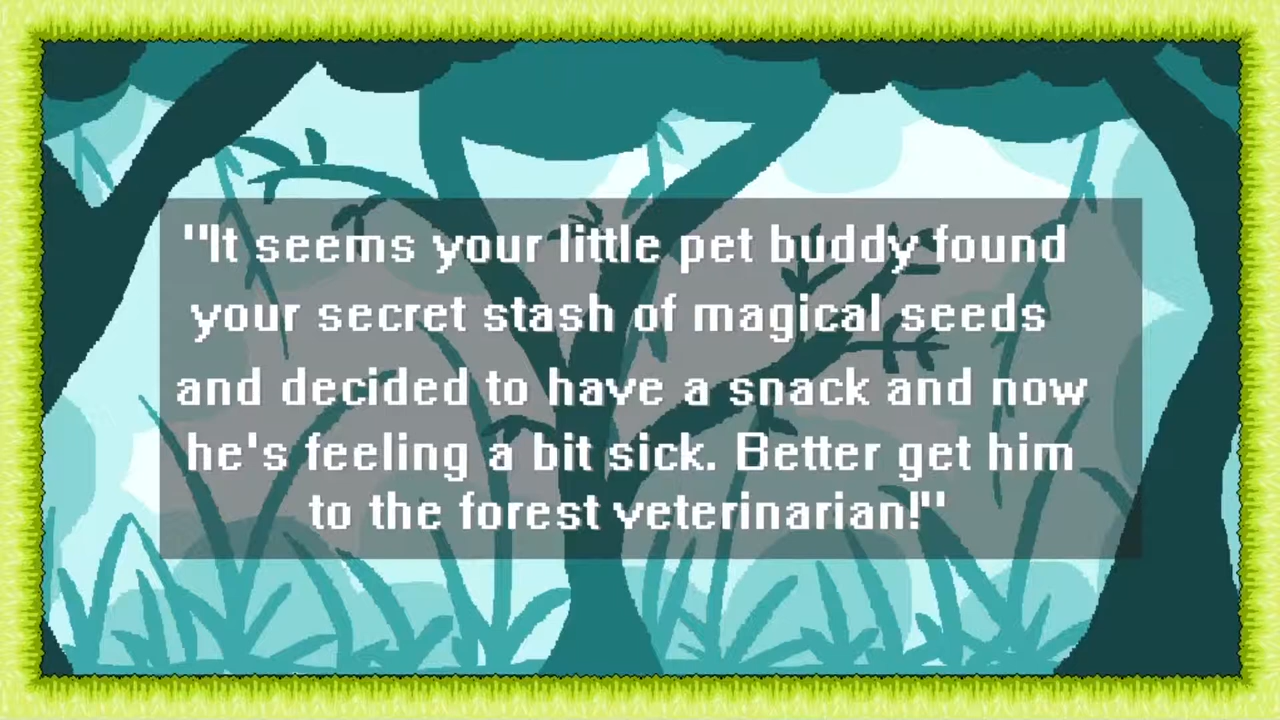 "It seems your little pet buddy found
your secret stash of magical seeds
and decided to have a snack and now
he's feeling a bit sick. Better get him
to the forest veterinarian!"